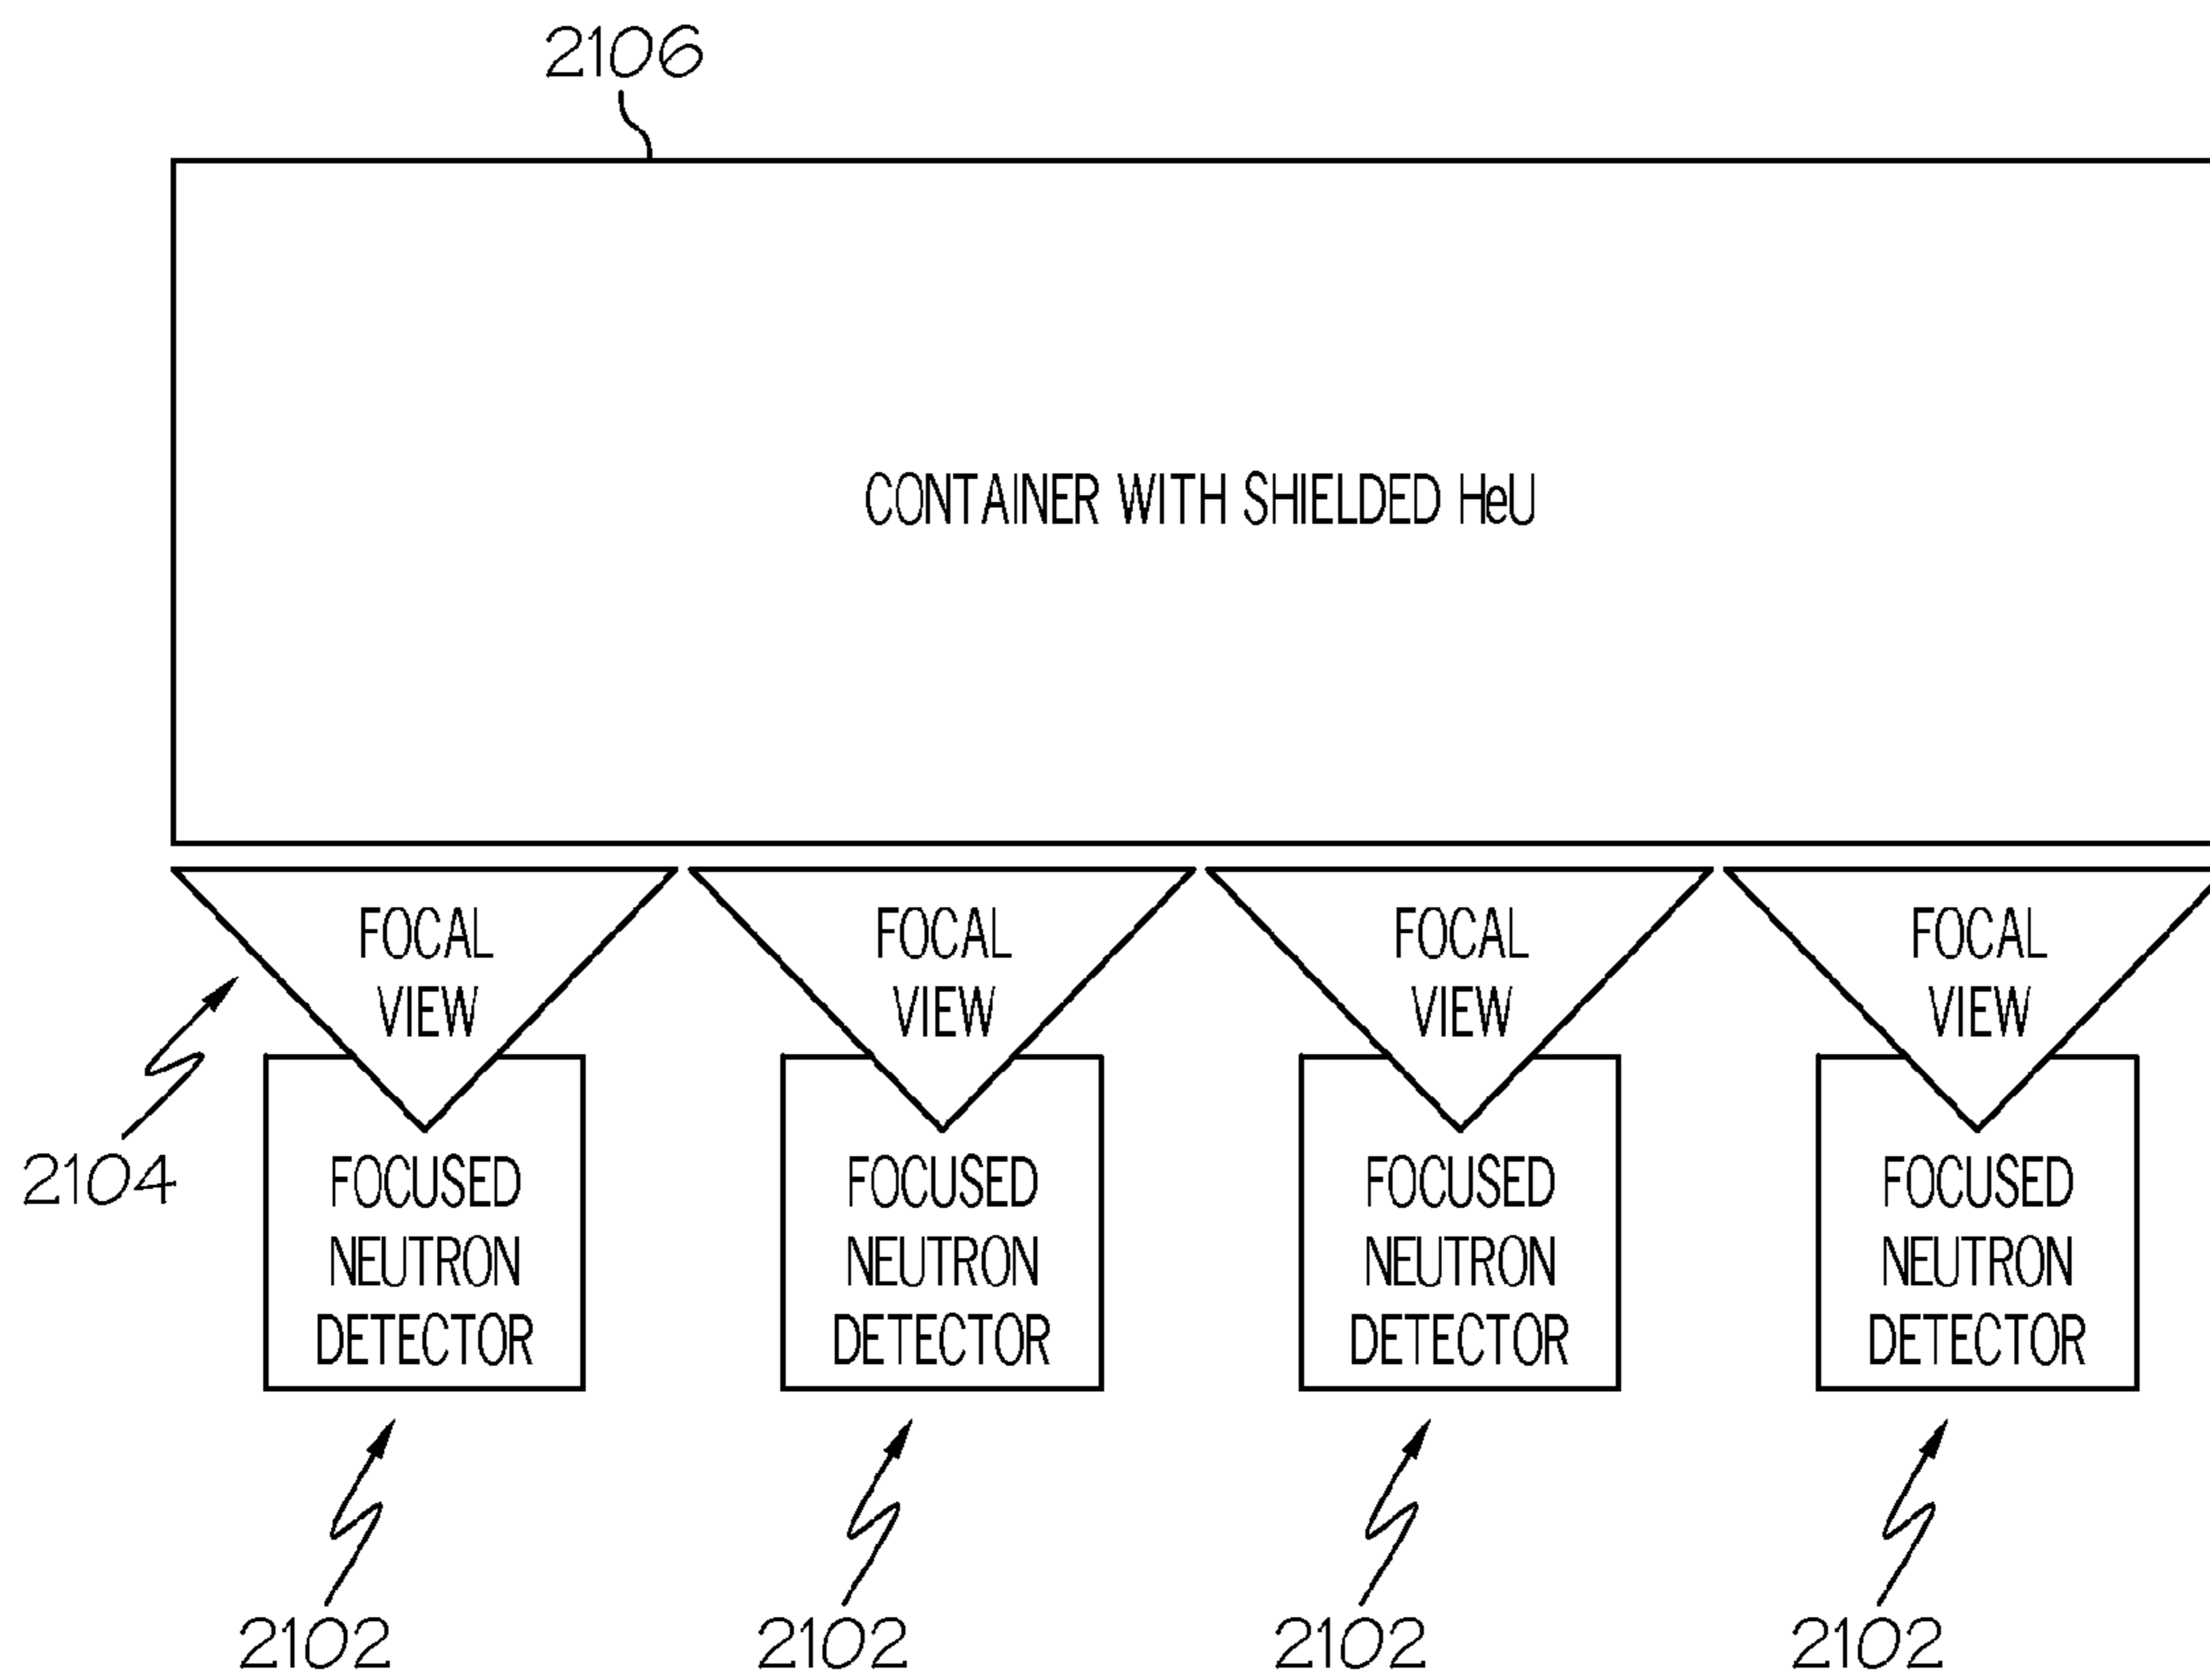 2106
CONTAINER WITH SHIELDED HeU
FOCAL
VIEW
FOCAL
VIEW
FOCAL
VIEW
FOCAL
VIEW
2104
FOCUSED
NEUTRON
DETECTOR
FOCUSED
NEUTRON
DETECTOR
FOCUSED
NEUTRON
DETECTOR
FOCUSED
NEUTRON
DETECTOR
2102
2102
2102
2102